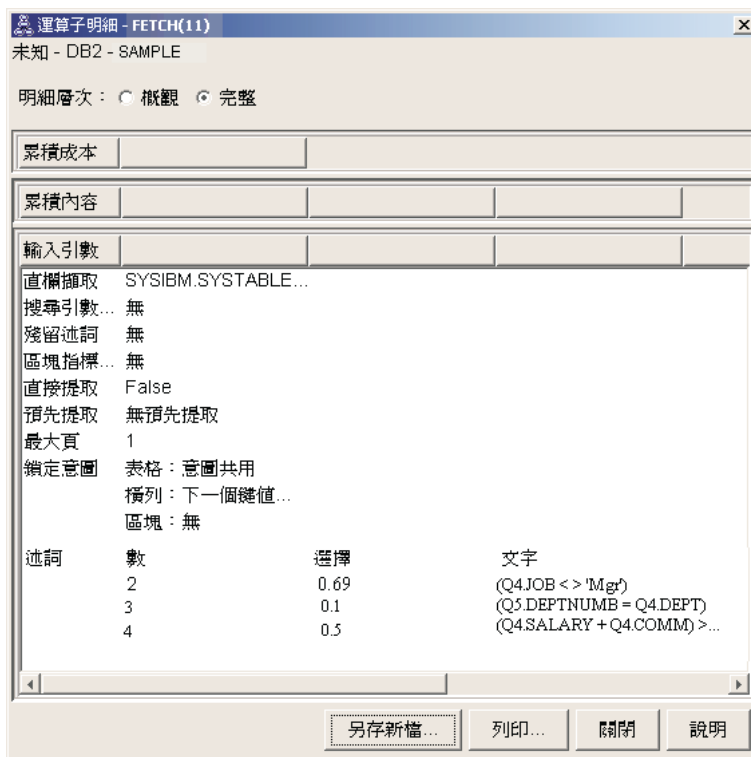 運算子明細 - FETCH(11)
未知 - DB2 - SAMPLE
明細層次： 概觀 完整
累積成本
累積內容
輸入引數
直欄擷取 SYSIBM.SYSTABLE...
搜尋引數... 無
殘留述詞 無
區塊指標... 無
直接提取 False
預先提取 無預先提取
最大頁 1
鎖定意圖 表格：意圖共用
橫列：下一個鍵值...
區塊：無
述詞 數 選擇 文字
2 0.69 (Q4.JOB <> 'Mgr')
3 0.1 (Q5.DEPTNUMB = Q4.DEPT)
4 0.5 (Q4.SALARY + Q4.COMM) >...
另存新檔... 列印... 關閉 說明